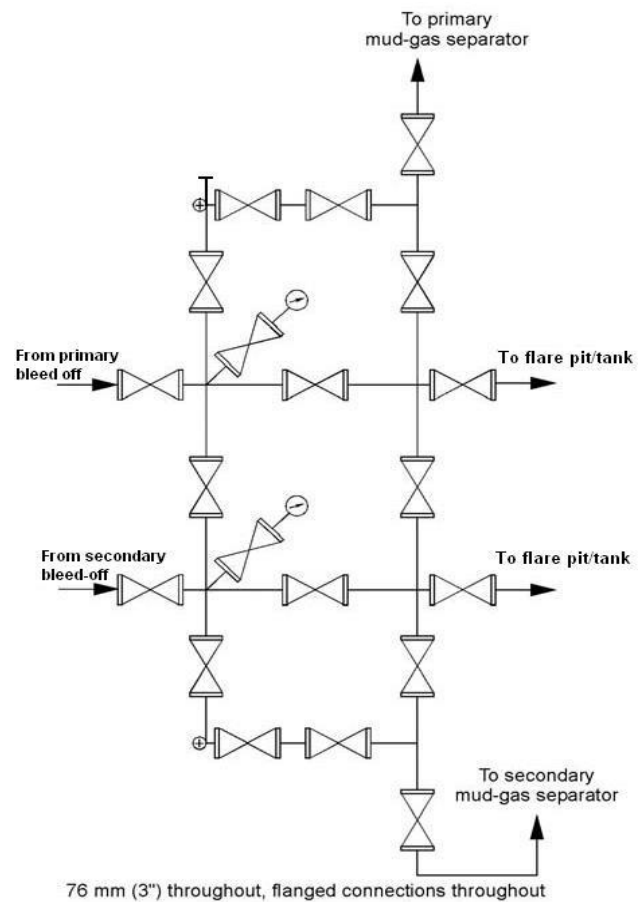 To primary
mud-gas separator
From primary
bleed off
To flare pit/tank
From secondary
bleed-off
To flare pit/tank
To secondary
mud-gas separator
76 mm (3") throughout, flanged connections throughout